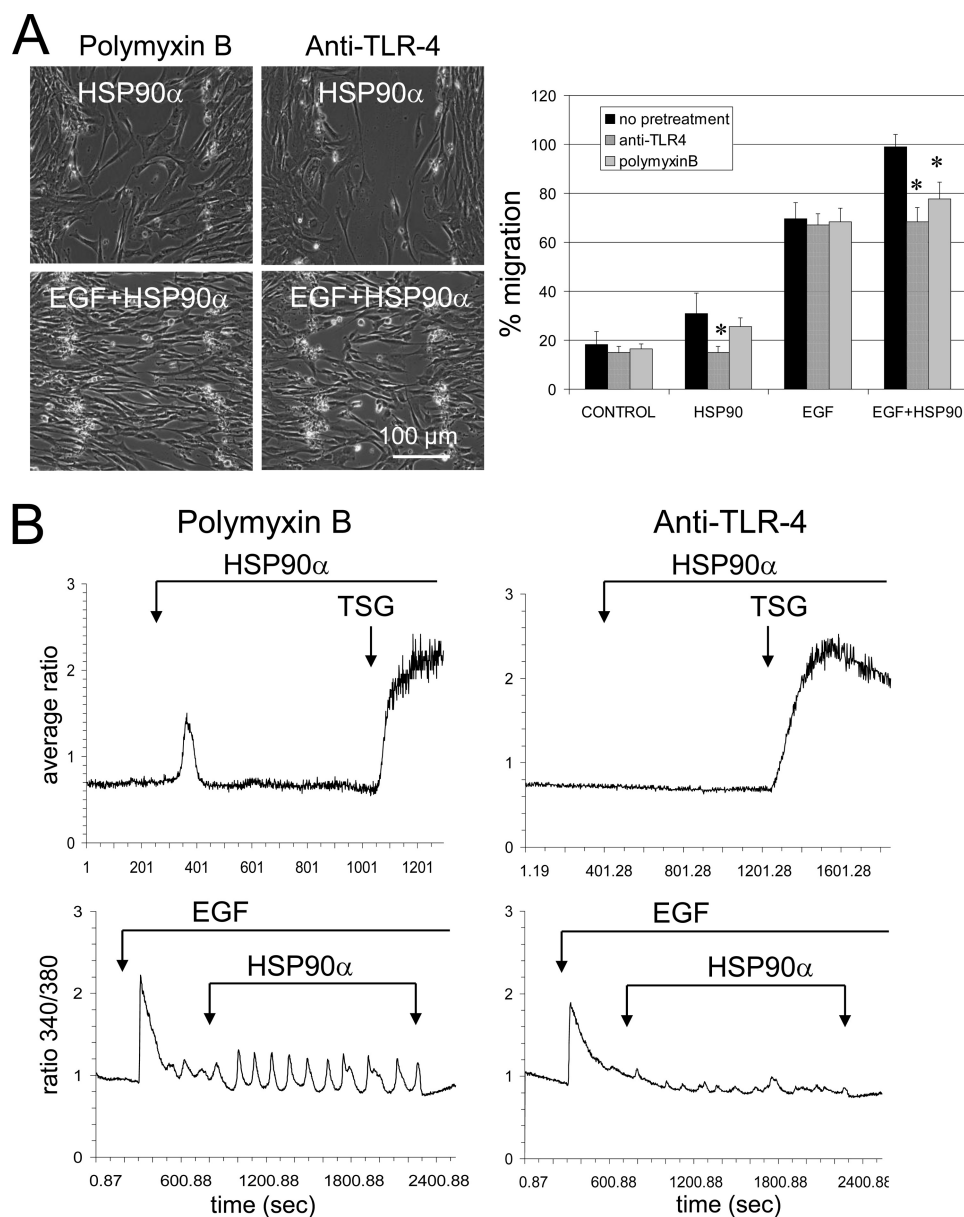 A
Polymyxin B
Anti-TLR-4
HSP90α
HSP90α
EGF+HSP90α
EGF+HSP90α
100 µm
% migration
120
100
80
60
40
20
0
no pretreatment
anti-TLR4
polymyxinB
*
*
*
CONTROL
HSP90
EGF
EGF+HSP90
B
Polymyxin B
HSP90α
TSG
average ratio
3
2
1
0
1
201
401
601
801
1001
1201
Anti-TLR-4
HSP90α
TSG
3
2
1
0
1.19
401.28
801.28
1201.28
1601.28
EGF
HSP90α
ratio 340/380
3
2
1
0
0.87
600.88
1200.88
1800.88
2400.88
time (sec)
EGF
HSP90α
3
2
1
0
0.87
600.88
1200.88
1800.88
2400.88
time (sec)